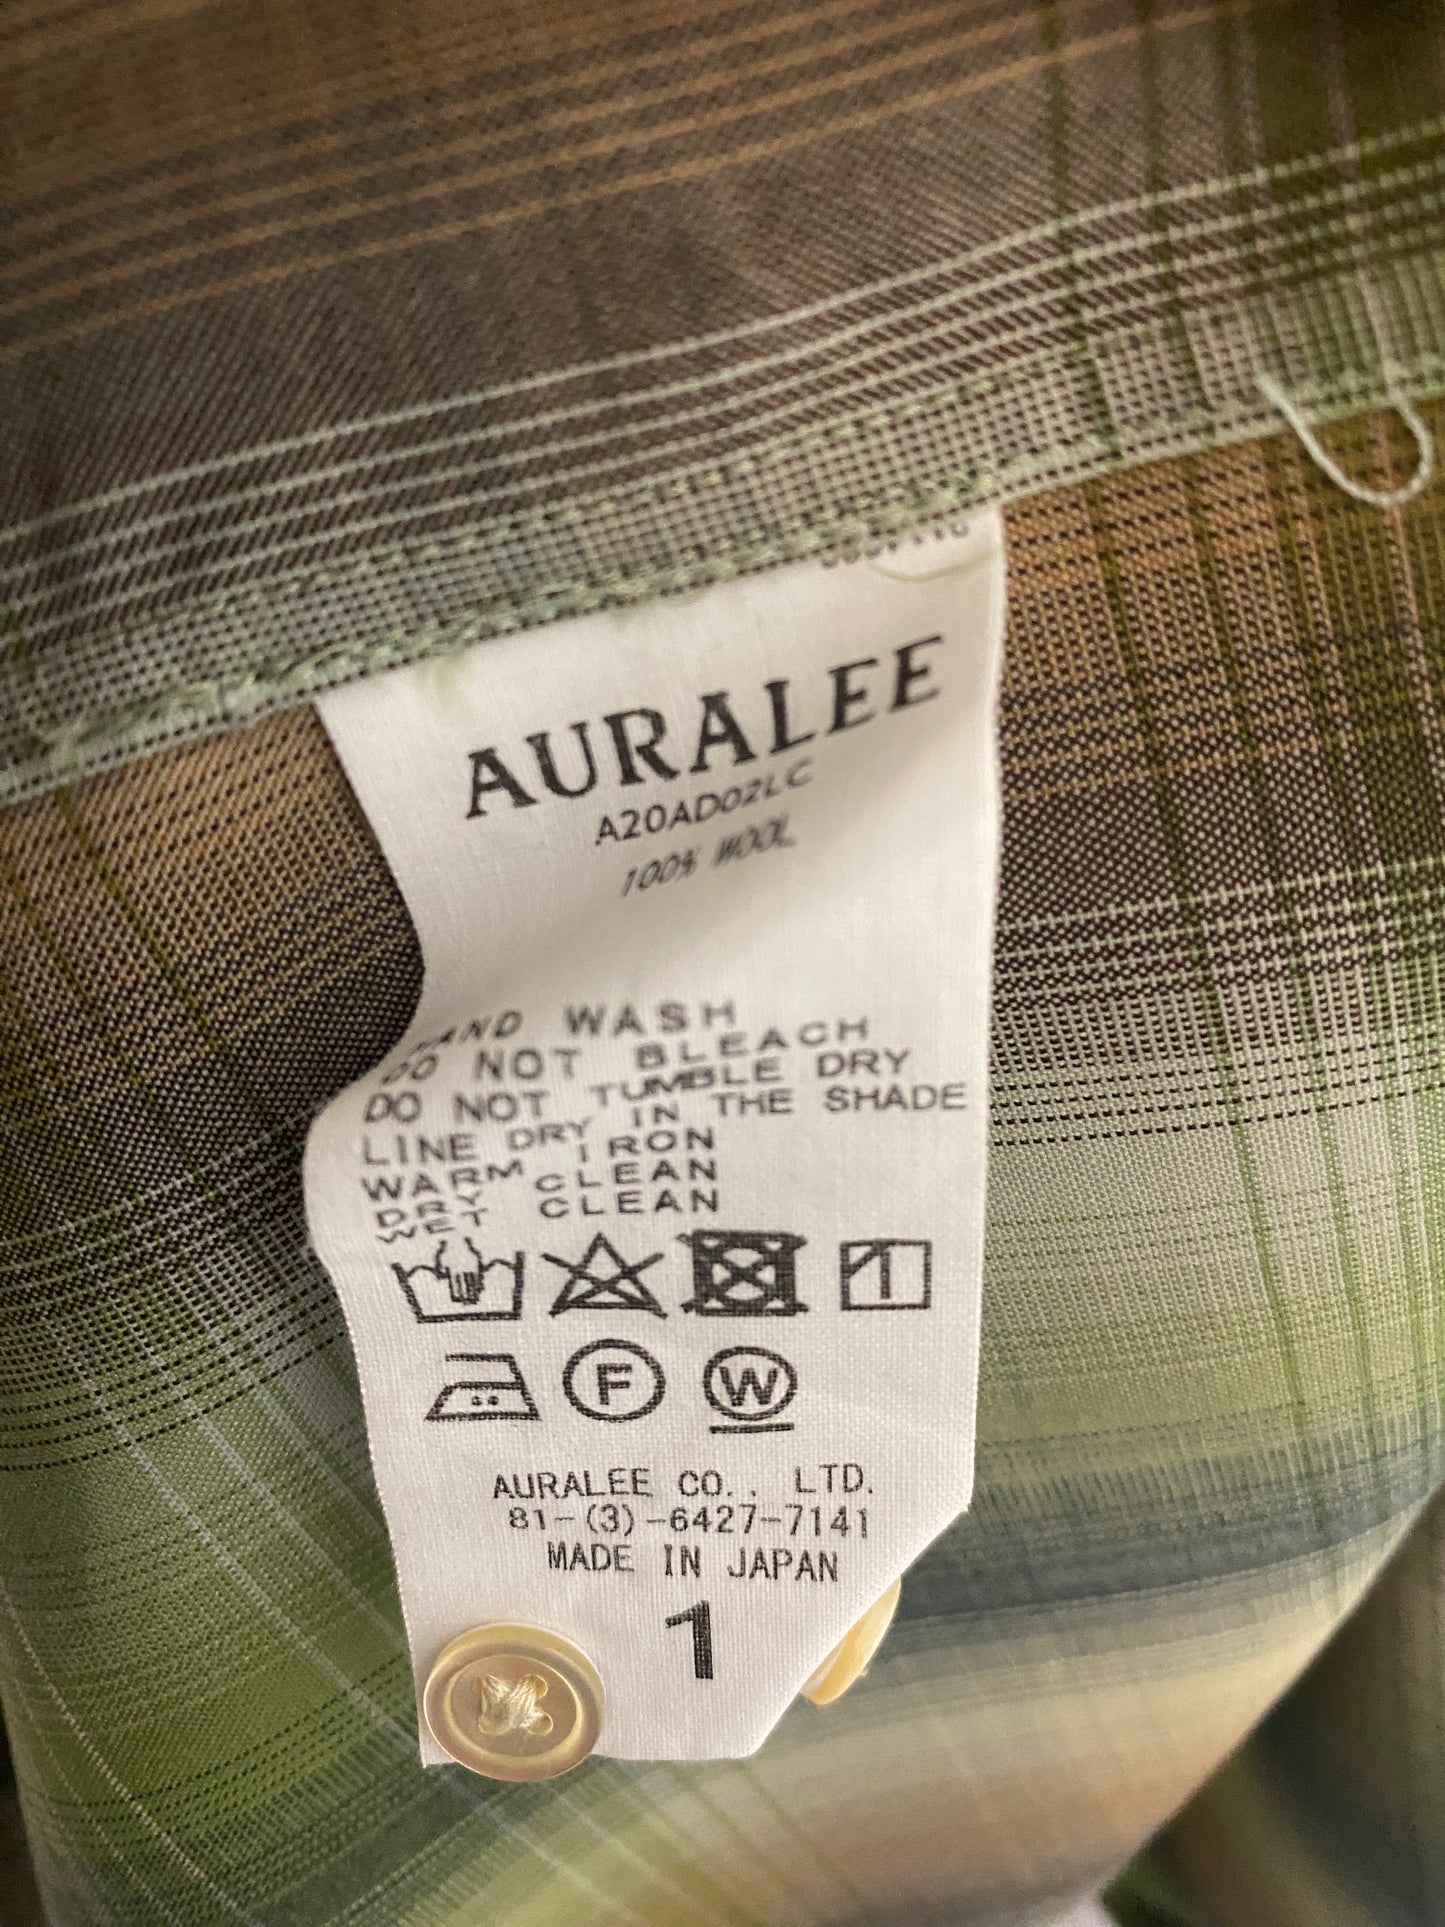 AURALEE
A20AD02LC
100% WOOL
HAND WASH
DO NOT BLEACH
DO NOT TUMBLE DRY
LINE DRY IN THE SHADE
WARM IRON
DRY CLEAN
WET CLEAN
F
W
AURALEE CO., LTD.
81-(3)-6427-7141
MADE IN JAPAN
1